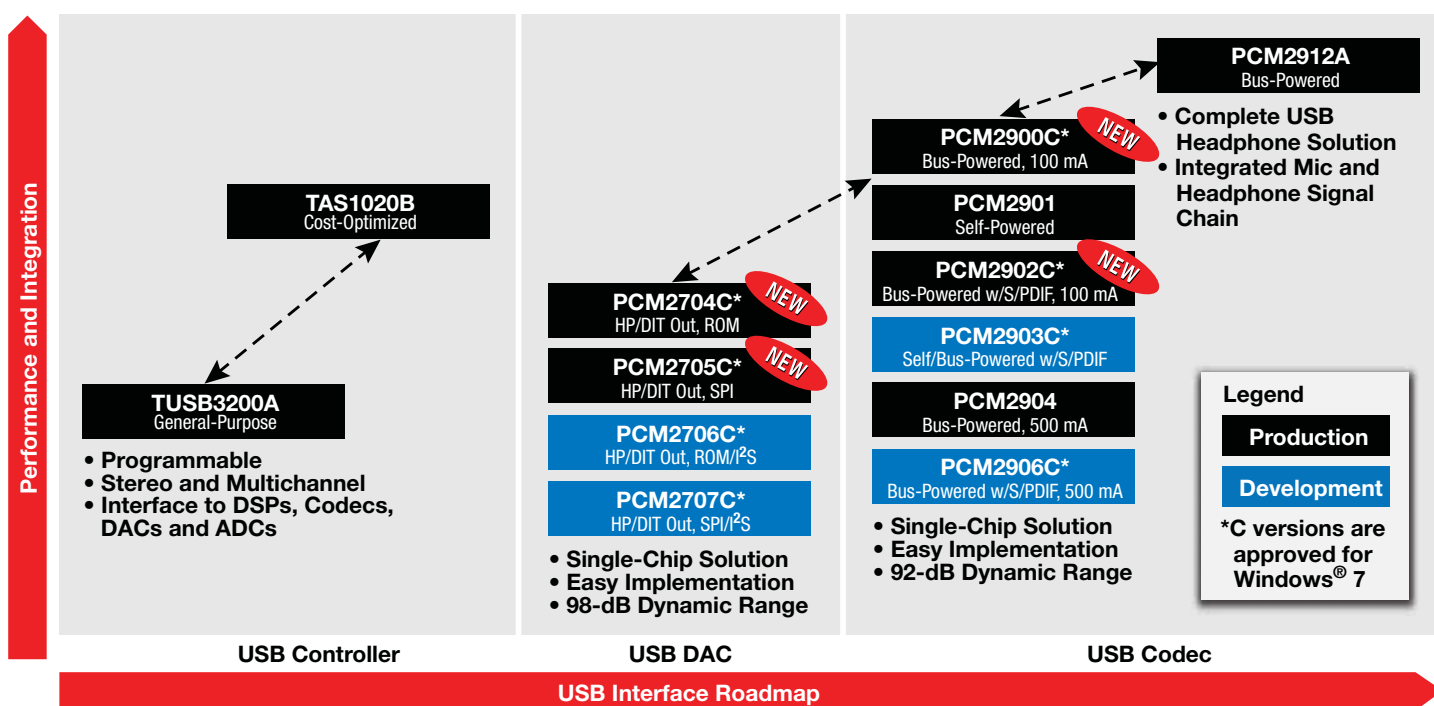 Performance and Integration
TUSB3200A
General-Purpose
• Programmable
• Stereo and Multichannel
• Interface to DSPs, Codecs,
DACs and ADCs
TAS1020B
Cost-Optimized
USB Controller
PCM2704C*
HP/DIT Out, ROM
NEW
PCM2705C*
HP/DIT Out, SPI
NEW
PCM2706C*
HP/DIT Out, ROM/I²S
PCM2707C*
HP/DIT Out, SPI/I²S
• Single-Chip Solution
• Easy Implementation
• 98-dB Dynamic Range
USB DAC
PCM2900C*
Bus-Powered, 100 mA
NEW
PCM2901
Self-Powered
PCM2902C*
Bus-Powered w/S/PDIF, 100 mA
NEW
PCM2903C*
Self/Bus-Powered w/S/PDIF
PCM2904
Bus-Powered, 500 mA
PCM2906C*
Bus-Powered w/S/PDIF, 500 mA
• Single-Chip Solution
• Easy Implementation
• 92-dB Dynamic Range
PCM2912A
Bus-Powered
• Complete USB
Headphone Solution
• Integrated Mic and
Headphone Signal
Chain
Legend
Production
Development
*C versions are
approved for
Windows® 7
USB Codec
USB Interface Roadmap